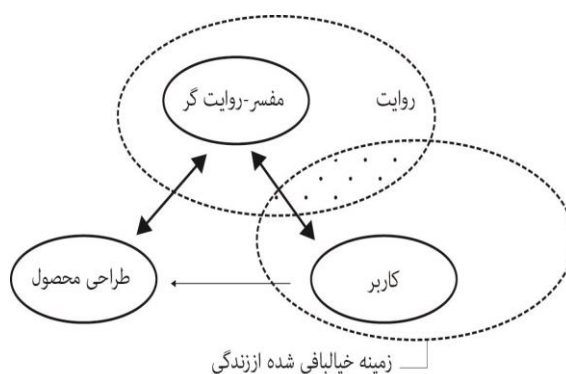 مفسر-روایت گر
روایت
طراحی محصول
کاربر
زمینه خیالبافی شده اززندگی